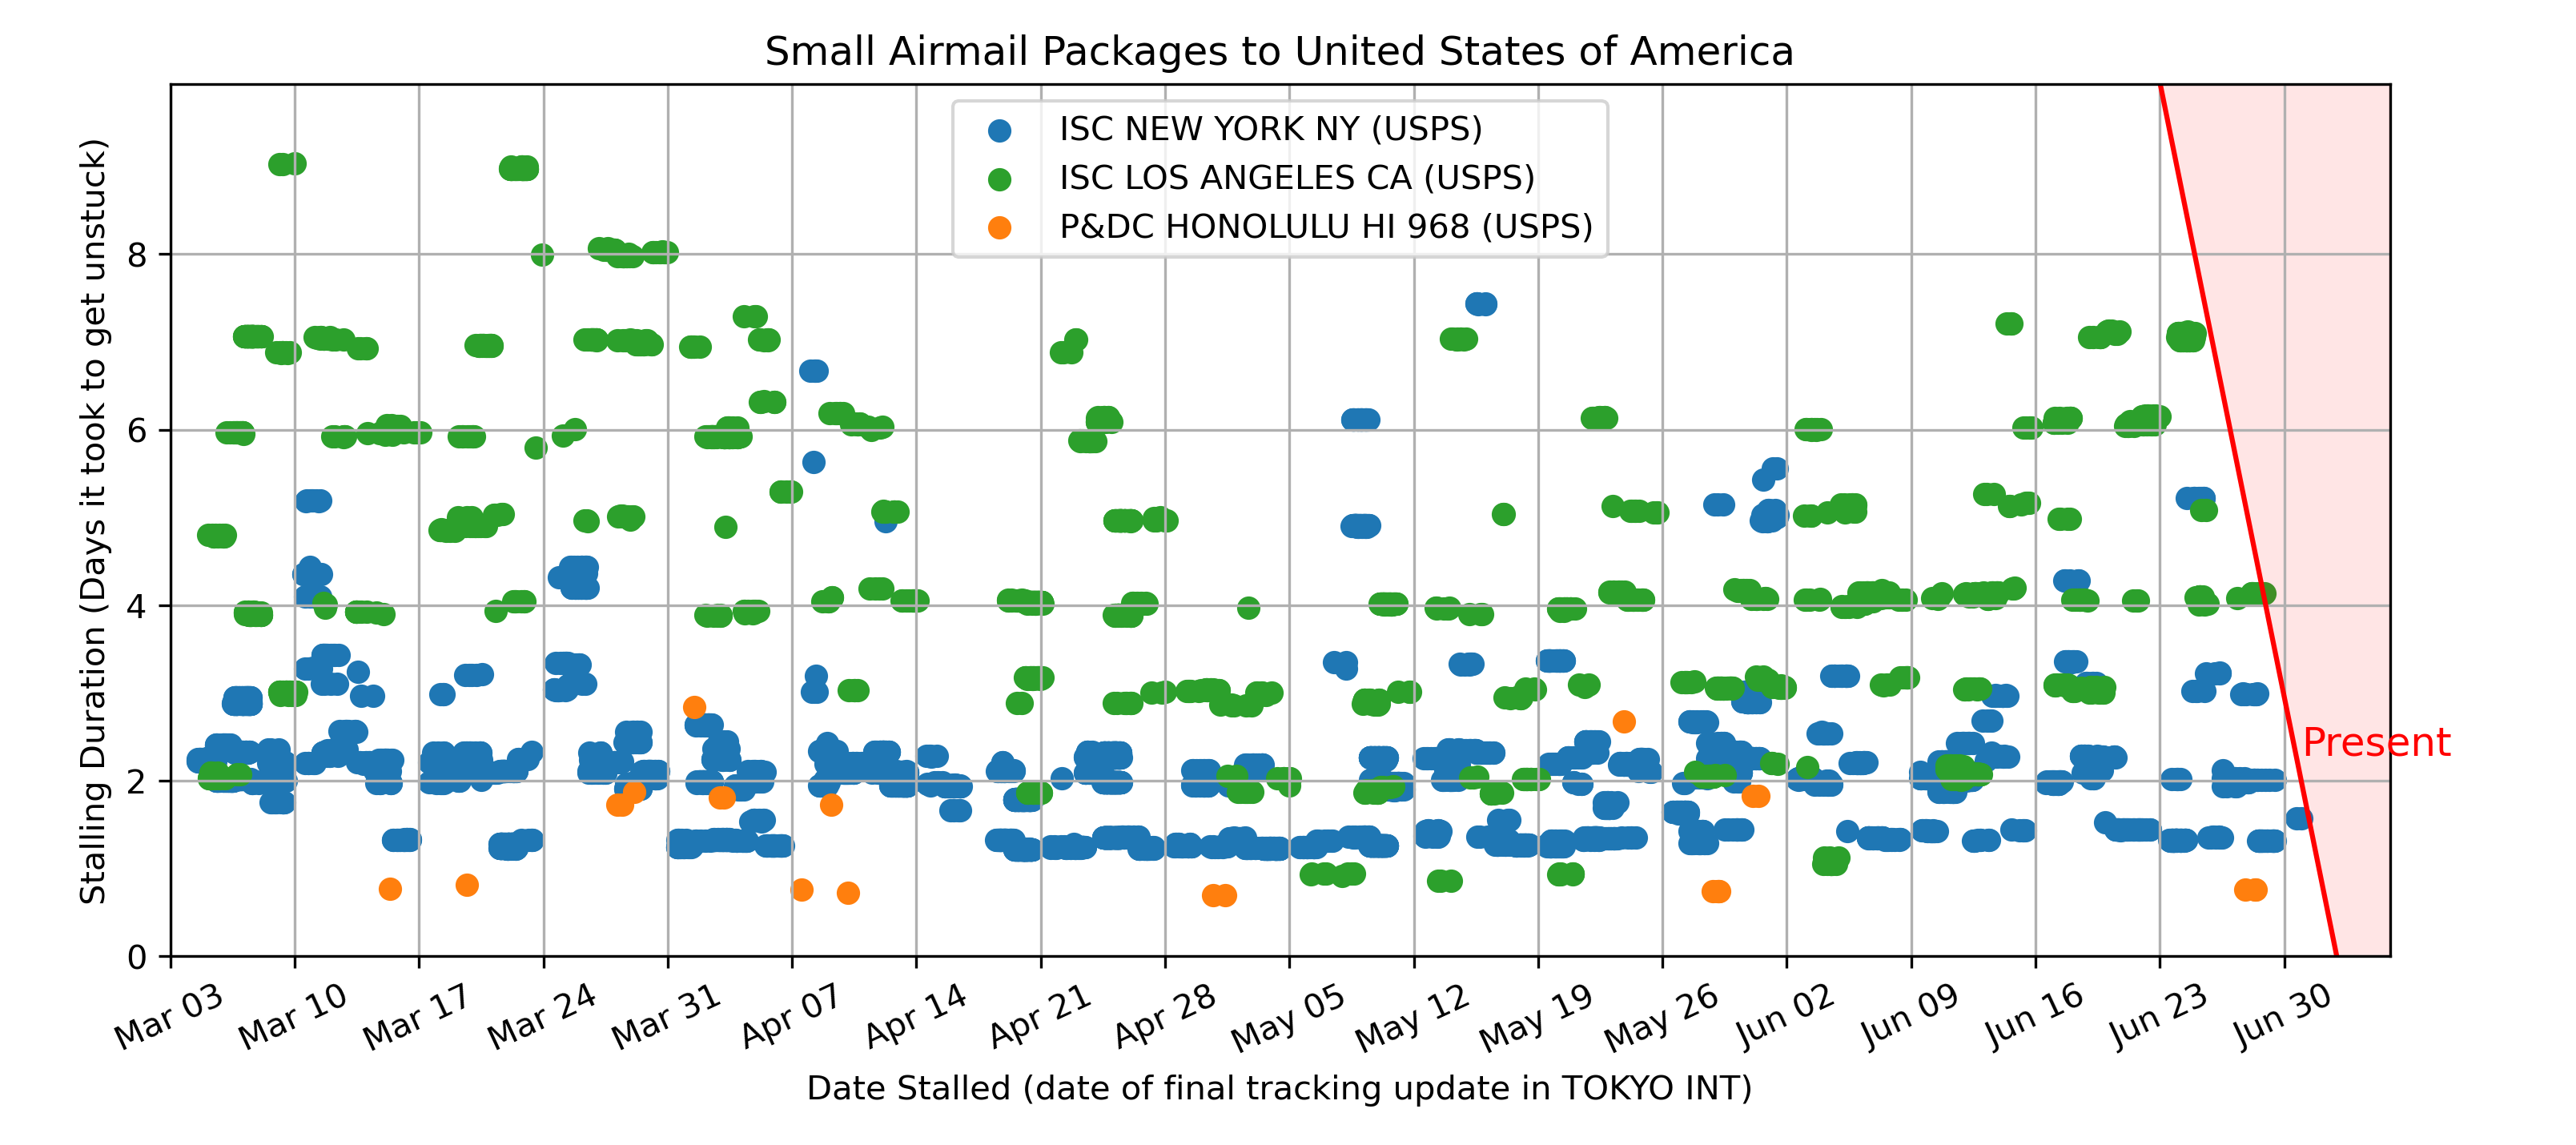 Small Airmail Packages to United States of America
ISC NEW YORK NY (USPS)
ISC LOS ANGELES CA (USPS)
P&DC HONOLULU HI 968 (USPS)
Stalling Duration (Days it took to get unstuck)
8
6
4
2
0
Present
Mar 03
Mar 10
Mar 17
Mar 24
Mar 31
Apr 07
Apr 14
Apr 21
Apr 28
May 05
May 12
May 19
May 26
Jun 02
Jun 09
Jun 16
Jun 23
Jun 30
Date Stalled (date of final tracking update in TOKYO INT)